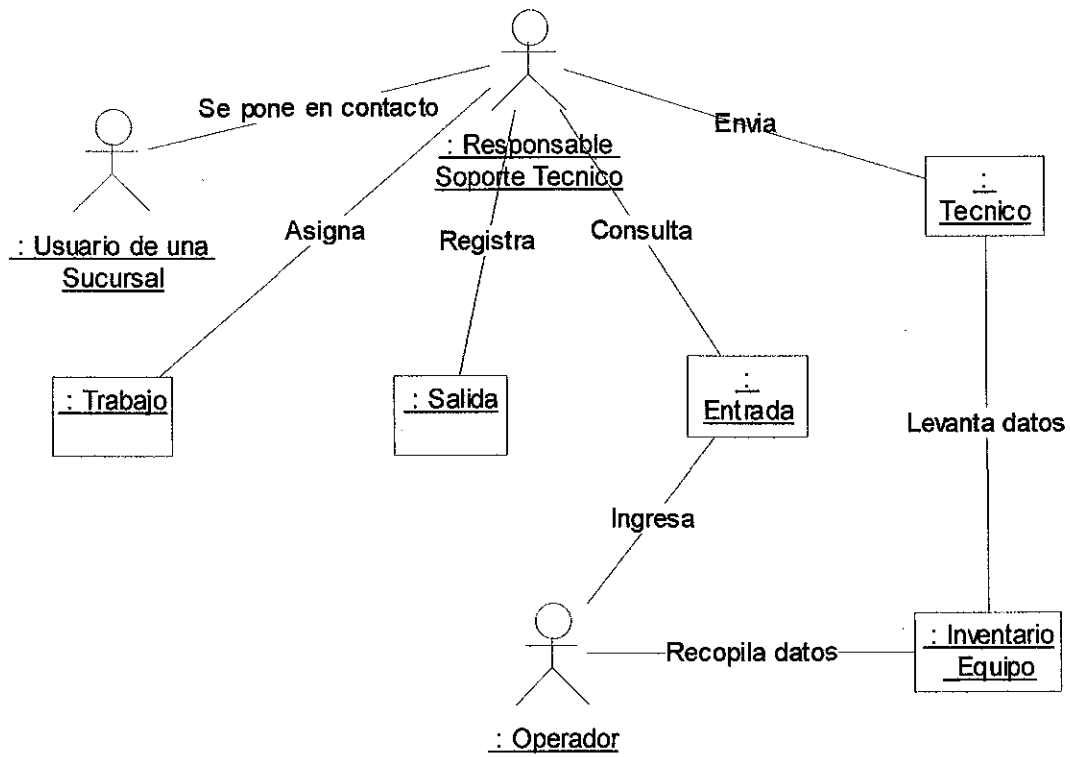 Se pone en contacto
Envia
: Responsable
Soporte Tecnico
:
Tecnico
: Usuario de una
Sucursal
Asigna
Registra
Consulta
: Trabajo
: Salida
:
Entrada
Levanta datos
Ingresa
: Inventario
Equipo
Recopila datos
: Operador